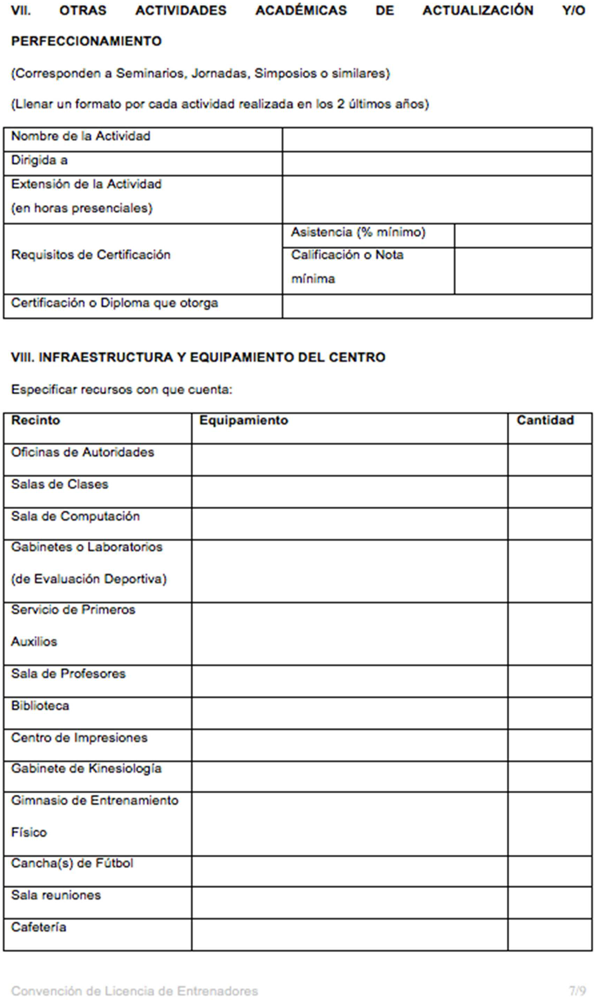 VII. OTRAS ACTIVIDADES ACADÉMICAS DE ACTUALIZACIÓN Y/O
PERFECCIONAMIENTO
(Corresponden a Seminarios, Jornadas, Simposios o similares)
(Llenar un formato por cada actividad realizada en los 2 últimos años)
Nombre de la Actividad
Dirigida a
Extensión de la Actividad
(en horas presenciales)
Requisitos de Certificación
Asistencia (% mínimo)
Calificación o Nota
mínima
Certificación o Diploma que otorga
VIII. INFRAESTRUCTURA Y EQUIPAMIENTO DEL CENTRO
Especificar recursos con que cuenta:
Recinto Equipamiento Cantidad
Oficinas de Autoridades
Salas de Clases
Sala de Computación
Gabinetes o Laboratorios
(de Evaluación Deportiva)
Servicio de Primeros
Auxilios
Sala de Profesores
Biblioteca
Centro de Impresiones
Gabinete de Kinesiología
Gimnasio de Entrenamiento
Físico
Cancha(s) de Fútbol
Sala reuniones
Cafetería
Convención de Licencia de Entrenadores 7/9